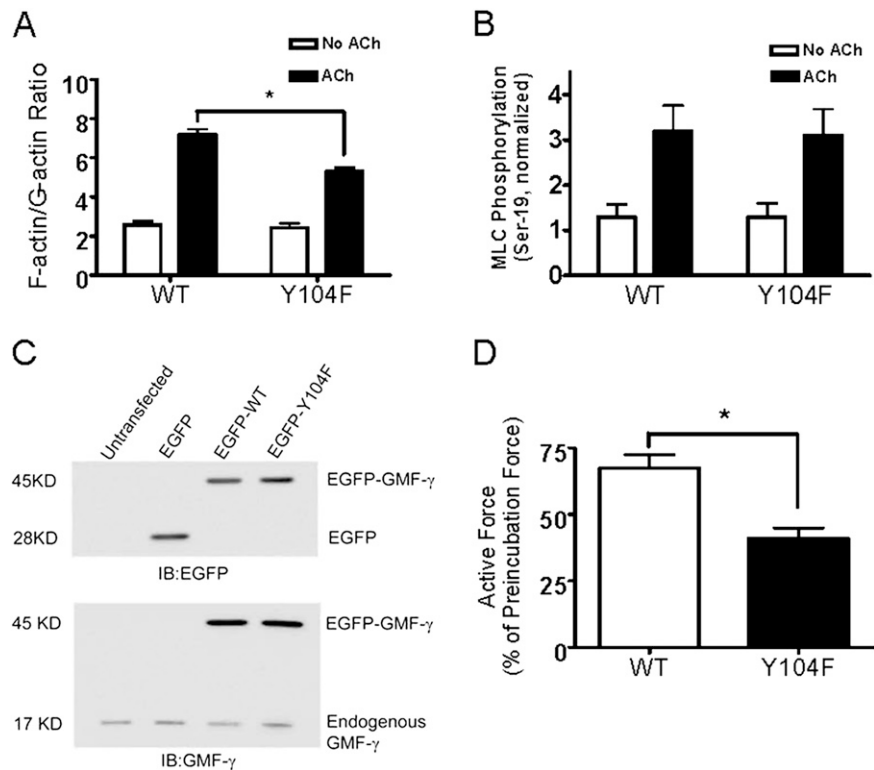 A
No ACh
ACh
F-actin/G-actin Ratio
10
8
6
4
2
0
*
WT
Y104F
B
No ACh
ACh
MLC Phosphorylation
(Ser-19, normalized)
4
3
2
1
0
WT
Y104F
C
Untransfected
EGFP
EGFP-WT
EGFP-Y104F
45KD
EGFP-GMF-γ
28KD
EGFP
IB:EGFP
45 KD
EGFP-GMF-γ
17 KD
Endogenous
GMF-γ
IB:GMF-γ
D
Active Force
(% of Preincubation Force)
75
50
25
0
*
WT
Y104F